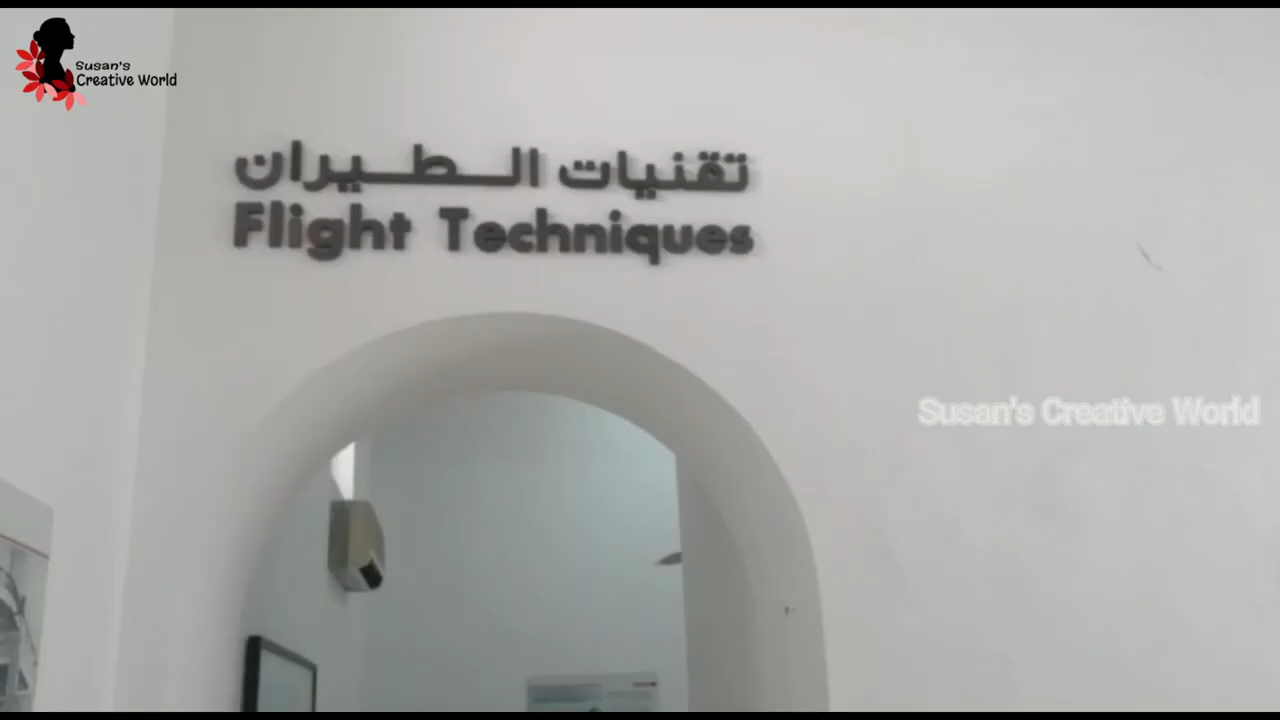 Susan's
Creative World
تقنيات الطيران
Flight Techniques
Susan's Creative World